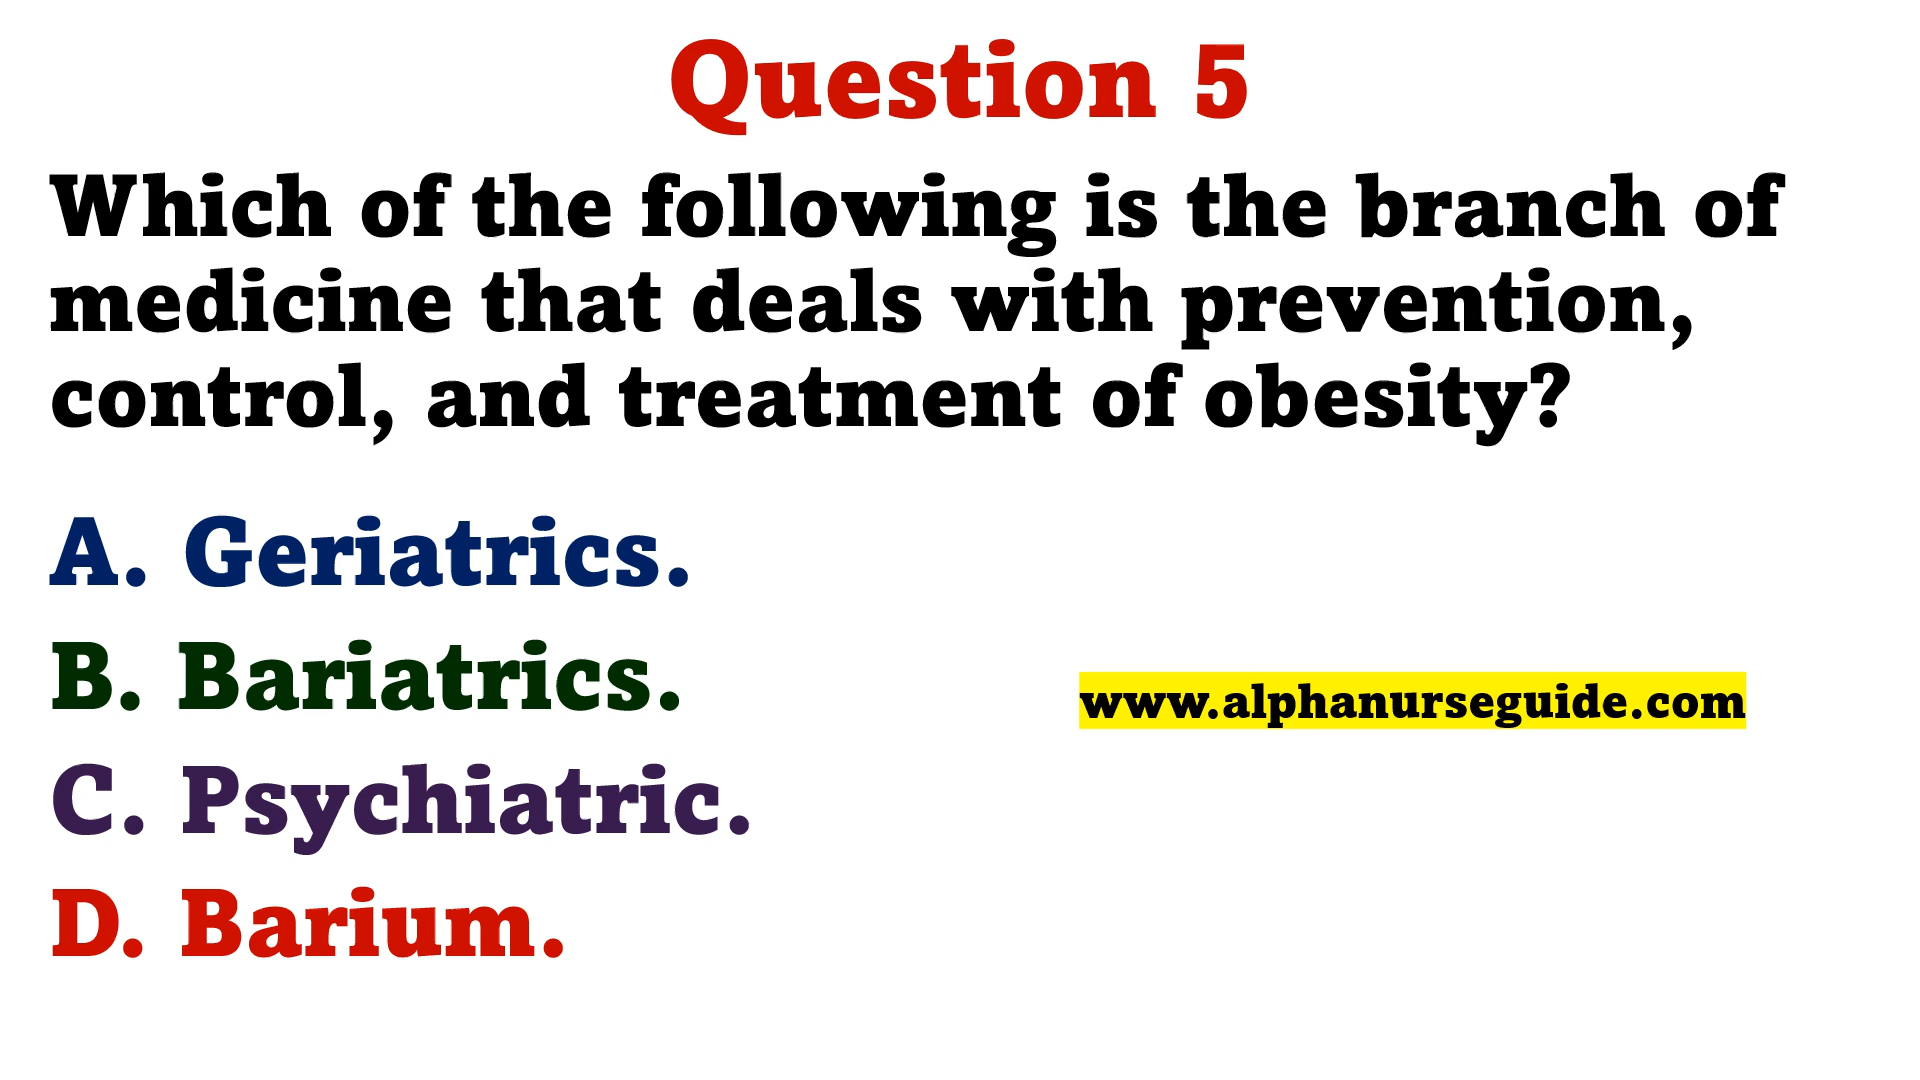 Question 5
Which of the following is the branch of
medicine that deals with prevention,
control, and treatment of obesity?
A. Geriatrics.
B. Bariatrics.
www.alphanurseguide.com
C. Psychiatric.
D. Barium.